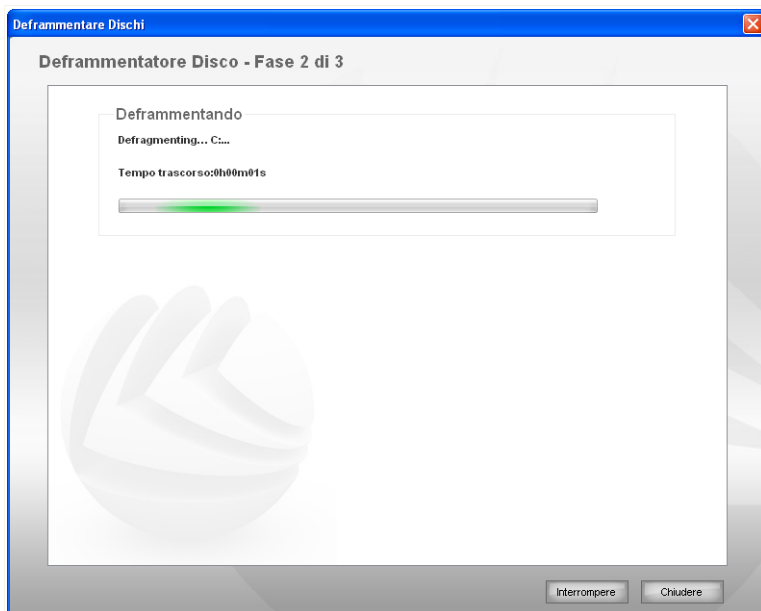 Deframmentare Dischi
Deframmentatore Disco - Fase 2 di 3
Deframmentando
Defragmenting... C:...
Tempo trascorso:0h00m01s
Interrompere
Chiudere